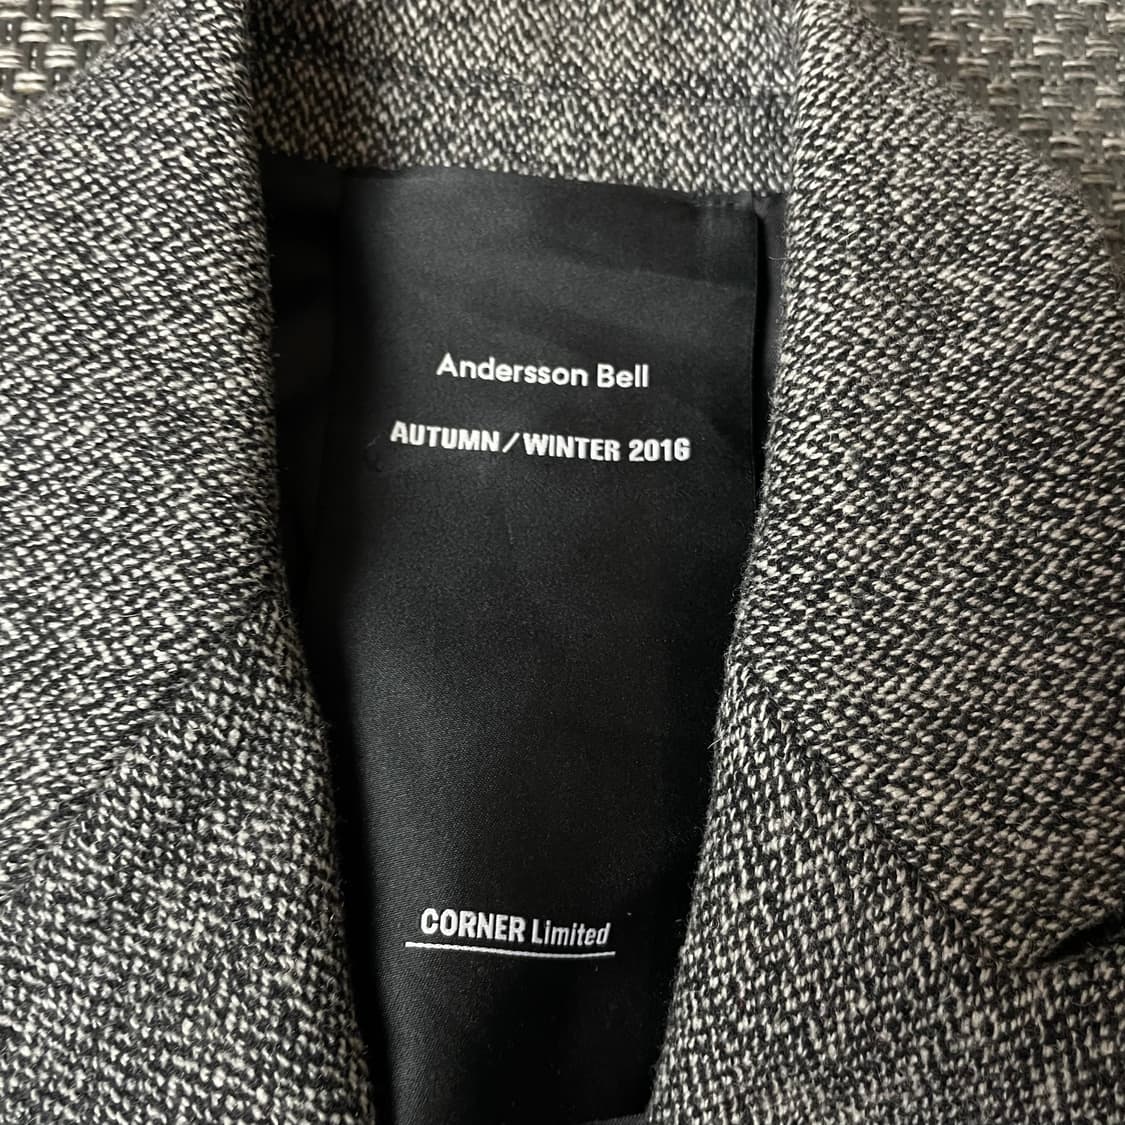 Andersson Bell
AUTUMN/WINTER 2016
CORNER Limited